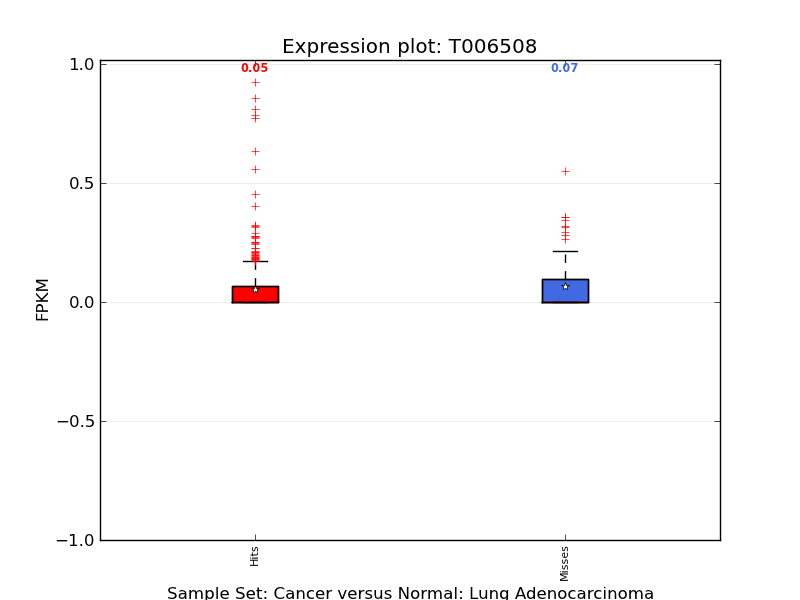 Expression plot: T006508
1.0
0.05
0.07
0.5
0.0
−0.5
−1.0
FPKM
Hits
Misses
Sample Set: Cancer versus Normal: Lung Adenocarcinoma